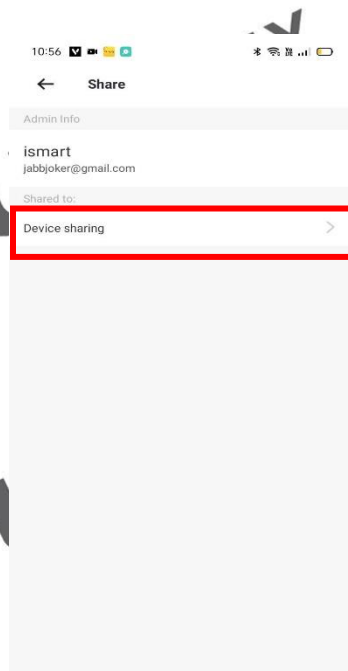 10:56
Share
Admin Info
ismart
jabbjoker@gmail.com
Shared to:
Device sharing